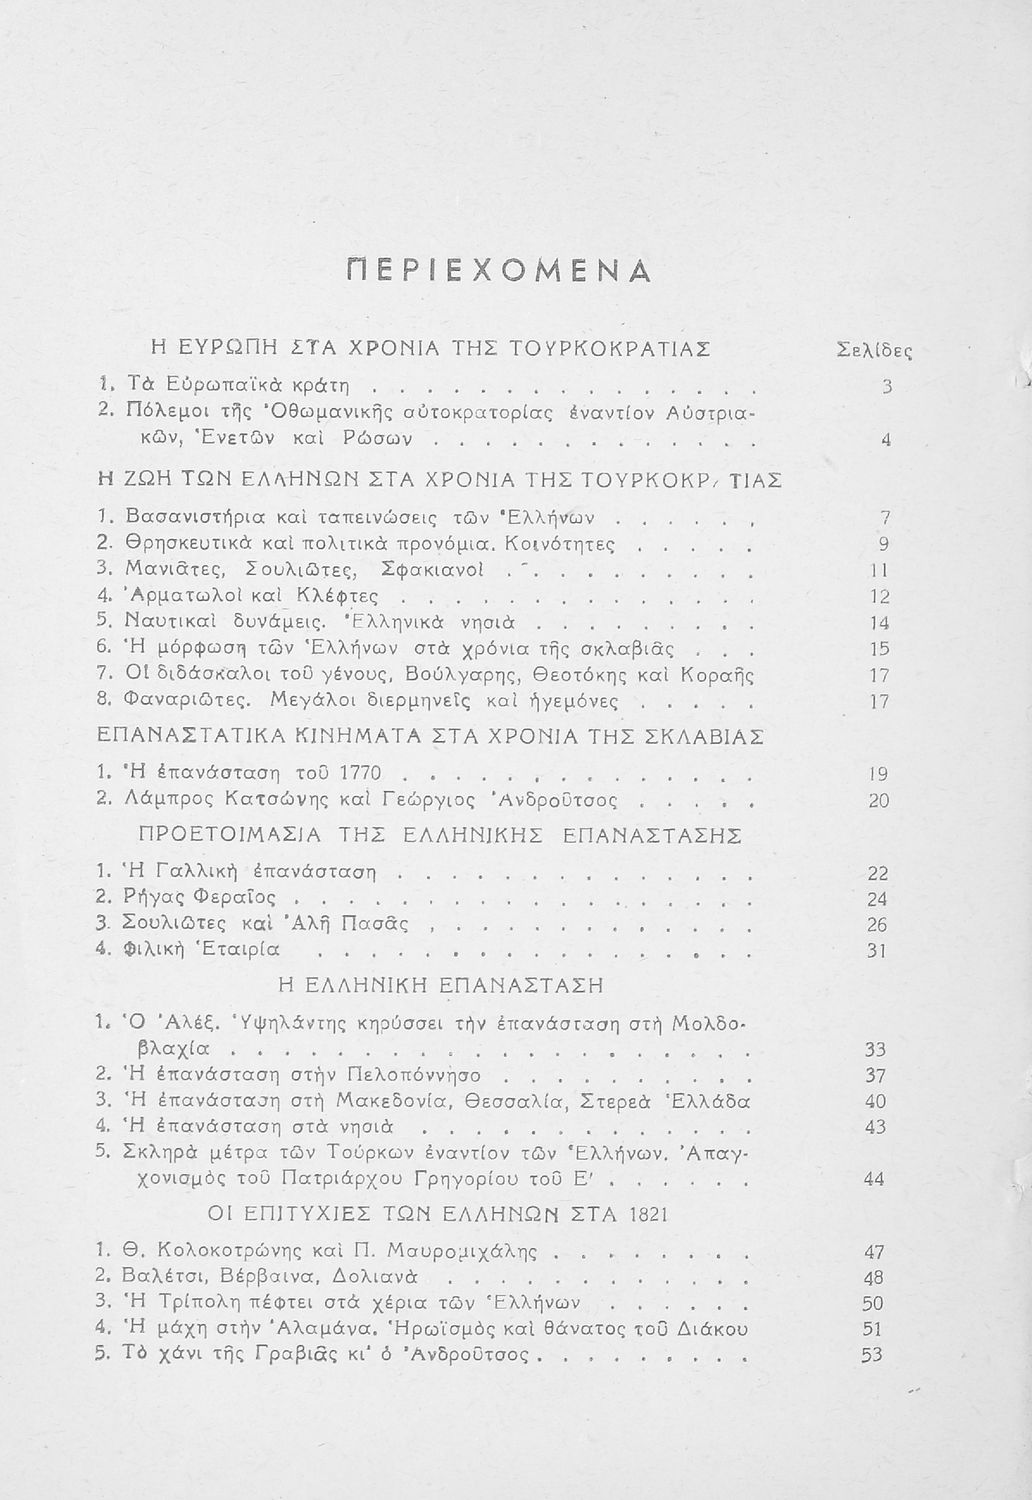 ΠΕΡΙΕΧΟΜΕΝΑ
Η ΕΥΡΩΠΗ ΣΤΑ ΧΡΟΝΙΑ ΤΗΣ ΤΟΥΡΚΟΚΡΑΤΙΑΣ Σελίδες
1. Τὰ Εὐρωπαϊκὰ κράτη . . . . . . . . . . . . . . . 3
2. Πόλεμοι τῆς Ὀθωμανικῆς αὐτοκρατορίας ἐναντίον Αὐστρια-
κῶν, Ἑνετῶν καὶ Ρώσων . . . . . . . . . . . . . 4
Η ΖΩΗ ΤΩΝ ΕΛΛΗΝΩΝ ΣΤΑ ΧΡΟΝΙΑ ΤΗΣ ΤΟΥΡΚΟΚΡ ΤΙΑΣ
1. Βασανιστήρια καὶ ταπεινώσεις τῶν Ἑλλήνων . . . . . . 7
2. Θρησκευτικὰ καὶ πολιτικὰ προνόμια. Κοινότητες . . . . . 9
3. Μανιᾶτες, Σουλιῶτες, Σφακιανοὶ . . . . . . . . . . 11
4. Ἀρματωλοὶ καὶ Κλέφτες . . . . . . . . . . . . . . 12
5. Ναυτικαὶ δυνάμεις. Ἑλληνικὰ νησιὰ . . . . . . . . . 14
6. Ἡ μόρφωση τῶν Ἑλλήνων στὰ χρόνια τῆς σκλαβιᾶς . . . 15
7. Οἱ διδάσκαλοι τοῦ γένους, Βούλγαρης, Θεοτόκης καὶ Κοραῆς 17
8. Φαναριῶτες. Μεγάλοι διερμηνεῖς καὶ ἡγεμόνες . . . . . 17
ΕΠΑΝΑΣΤΑΤΙΚΑ ΚΙΝΗΜΑΤΑ ΣΤΑ ΧΡΟΝΙΑ ΤΗΣ ΣΚΛΑΒΙΑΣ
1. Ἡ ἐπανάσταση τοῦ 1770 . . . . . . . . . . . . . . 19
2. Λάμπρος Κατσώνης καὶ Γεώργιος Ἀνδροῦτσος . . . . . 20
ΠΡΟΕΤΟΙΜΑΣΙΑ ΤΗΣ ΕΛΛΗΝΙΚΗΣ ΕΠΑΝΑΣΤΑΣΗΣ
1. Ἡ Γαλλικὴ ἐπανάσταση . . . . . . . . . . . . . . 22
2. Ρήγας Φεραῖος . . . . . . . . . . . . . . . . . . 24
3. Σουλιῶτες καὶ Ἀλῆ Πασᾶς . . . . . . . . . . . . . 26
4. Φιλικὴ Ἑταιρία . . . . . . . . . . . . . . . . . 31
Η ΕΛΛΗΝΙΚΗ ΕΠΑΝΑΣΤΑΣΗ
1. Ὁ Ἀλέξ. Ὑψηλάντης κηρύσσει τὴν ἐπανάσταση στὴ Μολδο-
βλαχία . . . . . . . . . . . . . . . . . . . . . 33
2. Ἡ ἐπανάσταση στὴν Πελοπόννησο . . . . . . . . . . 37
3. Ἡ ἐπανάσταση στὴ Μακεδονία, Θεσσαλία, Στερεὰ Ἑλλάδα 40
4. Ἡ ἐπανάσταση στὰ νησιὰ . . . . . . . . . . . . . 43
5. Σκληρὰ μέτρα τῶν Τούρκων ἐναντίον τῶν Ἑλλήνων. Ἀπαγ-
χονισμὸς τοῦ Πατριάρχου Γρηγορίου τοῦ Ε' . . . . . . 44
ΟΙ ΕΠΙΤΥΧΙΕΣ ΤΩΝ ΕΛΛΗΝΩΝ ΣΤΑ 1821
1. Θ. Κολοκοτρώνης καὶ Π. Μαυρομιχάλης . . . . . . . . 47
2. Βαλέτσι, Βέρβαινα, Δολιανὰ . . . . . . . . . . . . 48
3. Ἡ Τρίπολη πέφτει στὰ χέρια τῶν Ἑλλήνων . . . . . . 50
4. Ἡ μάχη στὴν Ἀλαμάνα. Ἡρωϊσμὸς καὶ θάνατος τοῦ Διάκου 51
5. Τὸ χάνι τῆς Γραβιᾶς κι' ὁ Ἀνδροῦτσος . . . . . . . . . 53